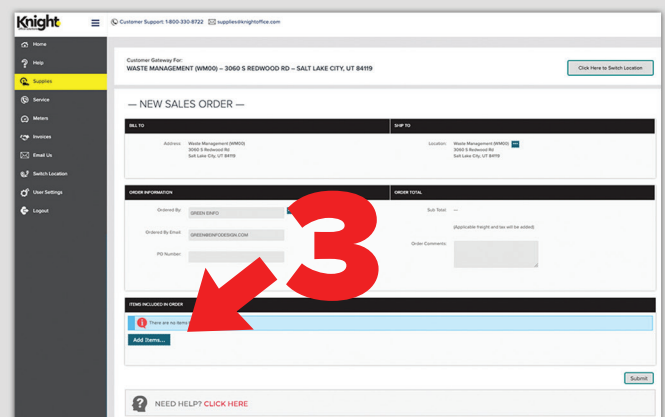 Knight
Customer Support: 1-800-330-8722 supplies@knightoffice.com
Home
Help
Supplies
Service
Meters
Invoices
Email Us
Switch Location
User Settings
Logout
Customer Gateway For:
WASTE MANAGEMENT (WM00) – 3060 S REDWOOD RD – SALT LAKE CITY, UT 84119
Click Here to Switch Location
— NEW SALES ORDER —
BILL TO
SHIP TO
Address: Waste Management (WM00)
3060 S Redwood Rd
Salt Lake City, UT 84119
Location: Waste Management (WM00)
3060 S Redwood Rd
Salt Lake City, UT 84119
ORDER INFORMATION
ORDER TOTAL
Ordered By: GREEN EINFO
Ordered By Email: GREEN@EINFODESIGN.COM
PO Number:
Sub Total: ---
(Applicable freight and tax will be added)
Order Comments:
3
ITEMS INCLUDED IN ORDER
There are no items
Add Items...
Submit
NEED HELP? CLICK HERE